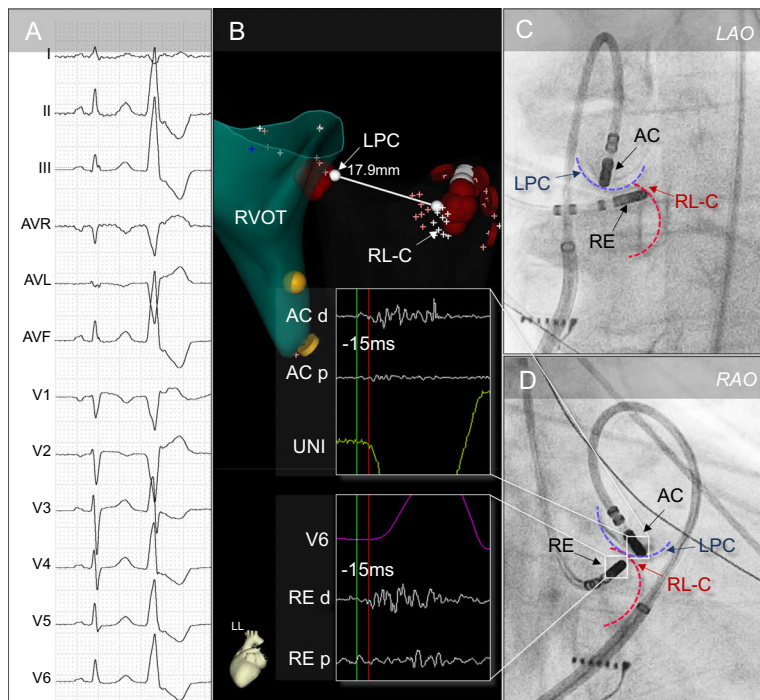 A
I
II
III
AVR
AVL
AVF
V1
V2
V3
V4
V5
V6
B
LPC
17.9mm
RVOT
RL-C
AC d
-15ms
AC p
UNI
V6
-15ms
RE d
RE p
LL
C
LAO
AC
LPC
RL-C
RE
D
RAO
AC
RE
LPC
RL-C